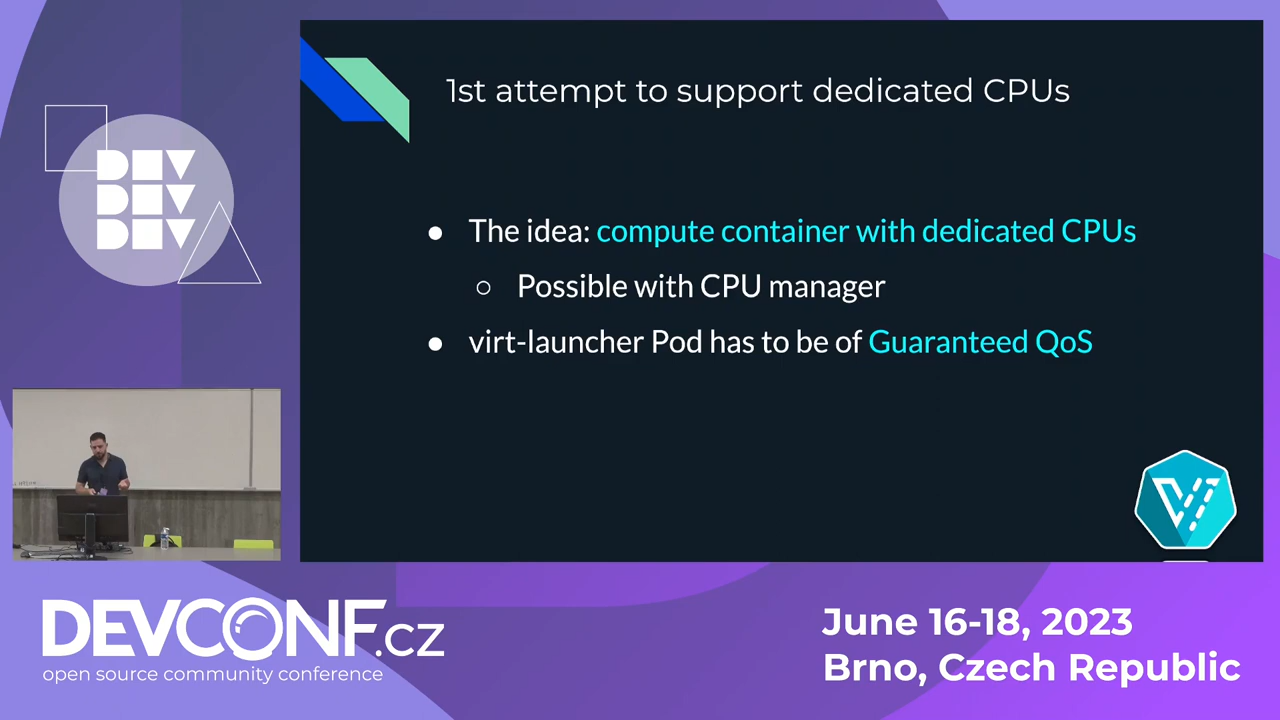 DEV
DEV
DEV
1st attempt to support dedicated CPUs
● The idea: compute container with dedicated CPUs
○ Possible with CPU manager
● virt-launcher Pod has to be of Guaranteed QoS
DEVCONF.cz
open source community conference
June 16-18, 2023
Brno, Czech Republic